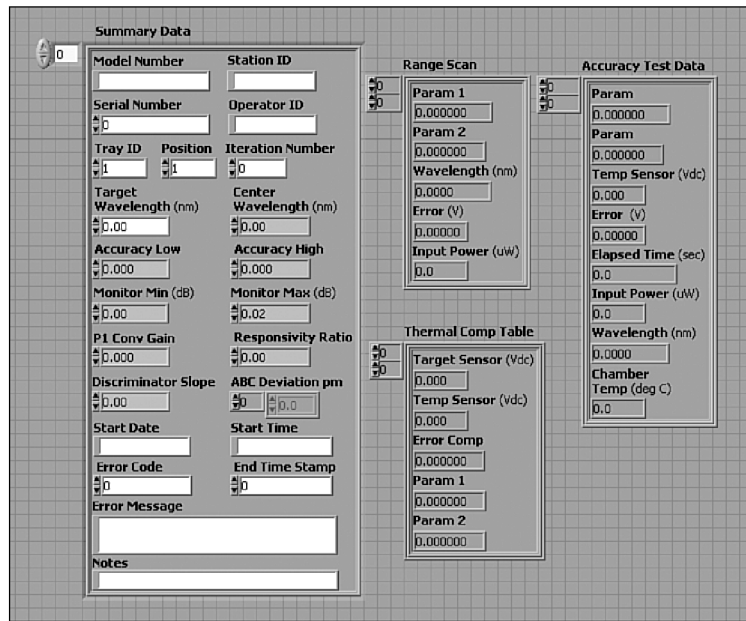 Summary Data
0
Model Number Station ID
Serial Number Operator ID
0
Tray ID Position Iteration Number
1 1 0
Target Wavelength (nm) Center Wavelength (nm)
0.00 0.00
Accuracy Low Accuracy High
0.000 0.000
Monitor Min (dB) Monitor Max (dB)
0.00 0.02
P1 Conv Gain Responsivity Ratio
0.000 0.00
Discriminator Slope ABC Deviation pm
0.00 0 0.0
Start Date Start Time
Error Code End Time Stamp
0 0
Error Message
Notes
Range Scan
0
0
Param 1
0.000000
Param 2
0.000000
Wavelength (nm)
0.0000
Error (V)
0.00000
Input Power (uW)
0.0
Thermal Comp Table
0
0
Target Sensor (Vdc)
0.000
Temp Sensor (Vdc)
0.000
Error Comp
0.000000
Param 1
0.000000
Param 2
0.000000
Accuracy Test Data
0
0
Param
0.000000
Param
0.000000
Temp Sensor (Vdc)
0.000
Error (V)
0.00000
Elapsed Time (sec)
0.0
Input Power (uW)
0.0
Wavelength (nm)
0.0000
Chamber
Temp (deg C)
0.0